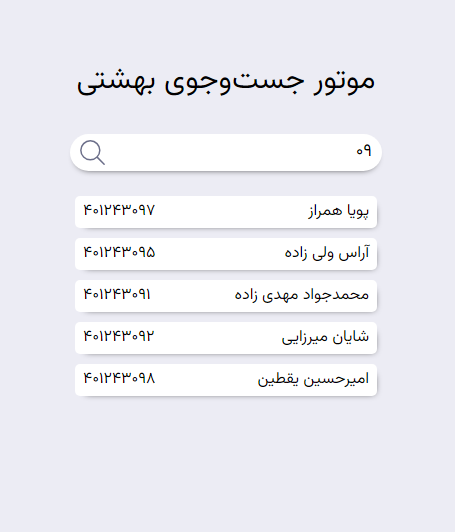 موتور جست‌وجوی بهشتی
۰۹
پویا همراز ۴۰۱۲۴۳۰۹۷
آراس ولی زاده ۴۰۱۲۴۳۰۹۵
محمدجواد مهدی زاده ۴۰۱۲۴۳۰۹۱
شایان میرزایی ۴۰۱۲۴۳۰۹۲
امیرحسین یقطین ۴۰۱۲۴۳۰۹۸